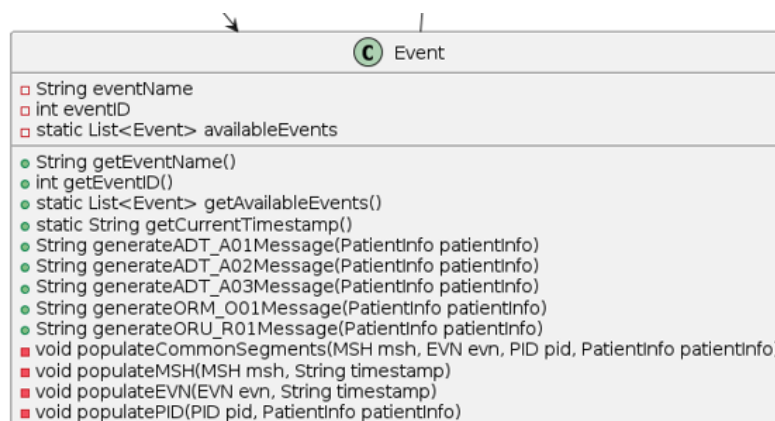 C Event
String eventName
int eventID
static List<Event> availableEvents
String getEventName()
int getEventID()
static List<Event> getAvailableEvents()
static String getCurrentTimestamp()
String generateADT_A01Message(PatientInfo patientInfo)
String generateADT_A02Message(PatientInfo patientInfo)
String generateADT_A03Message(PatientInfo patientInfo)
String generateORM_O01Message(PatientInfo patientInfo)
String generateORU_R01Message(PatientInfo patientInfo)
void populateCommonSegments(MSH msh, EVN evn, PID pid, PatientInfo patientInfo)
void populateMSH(MSH msh, String timestamp)
void populateEVN(EVN evn, String timestamp)
void populatePID(PID pid, PatientInfo patientInfo)